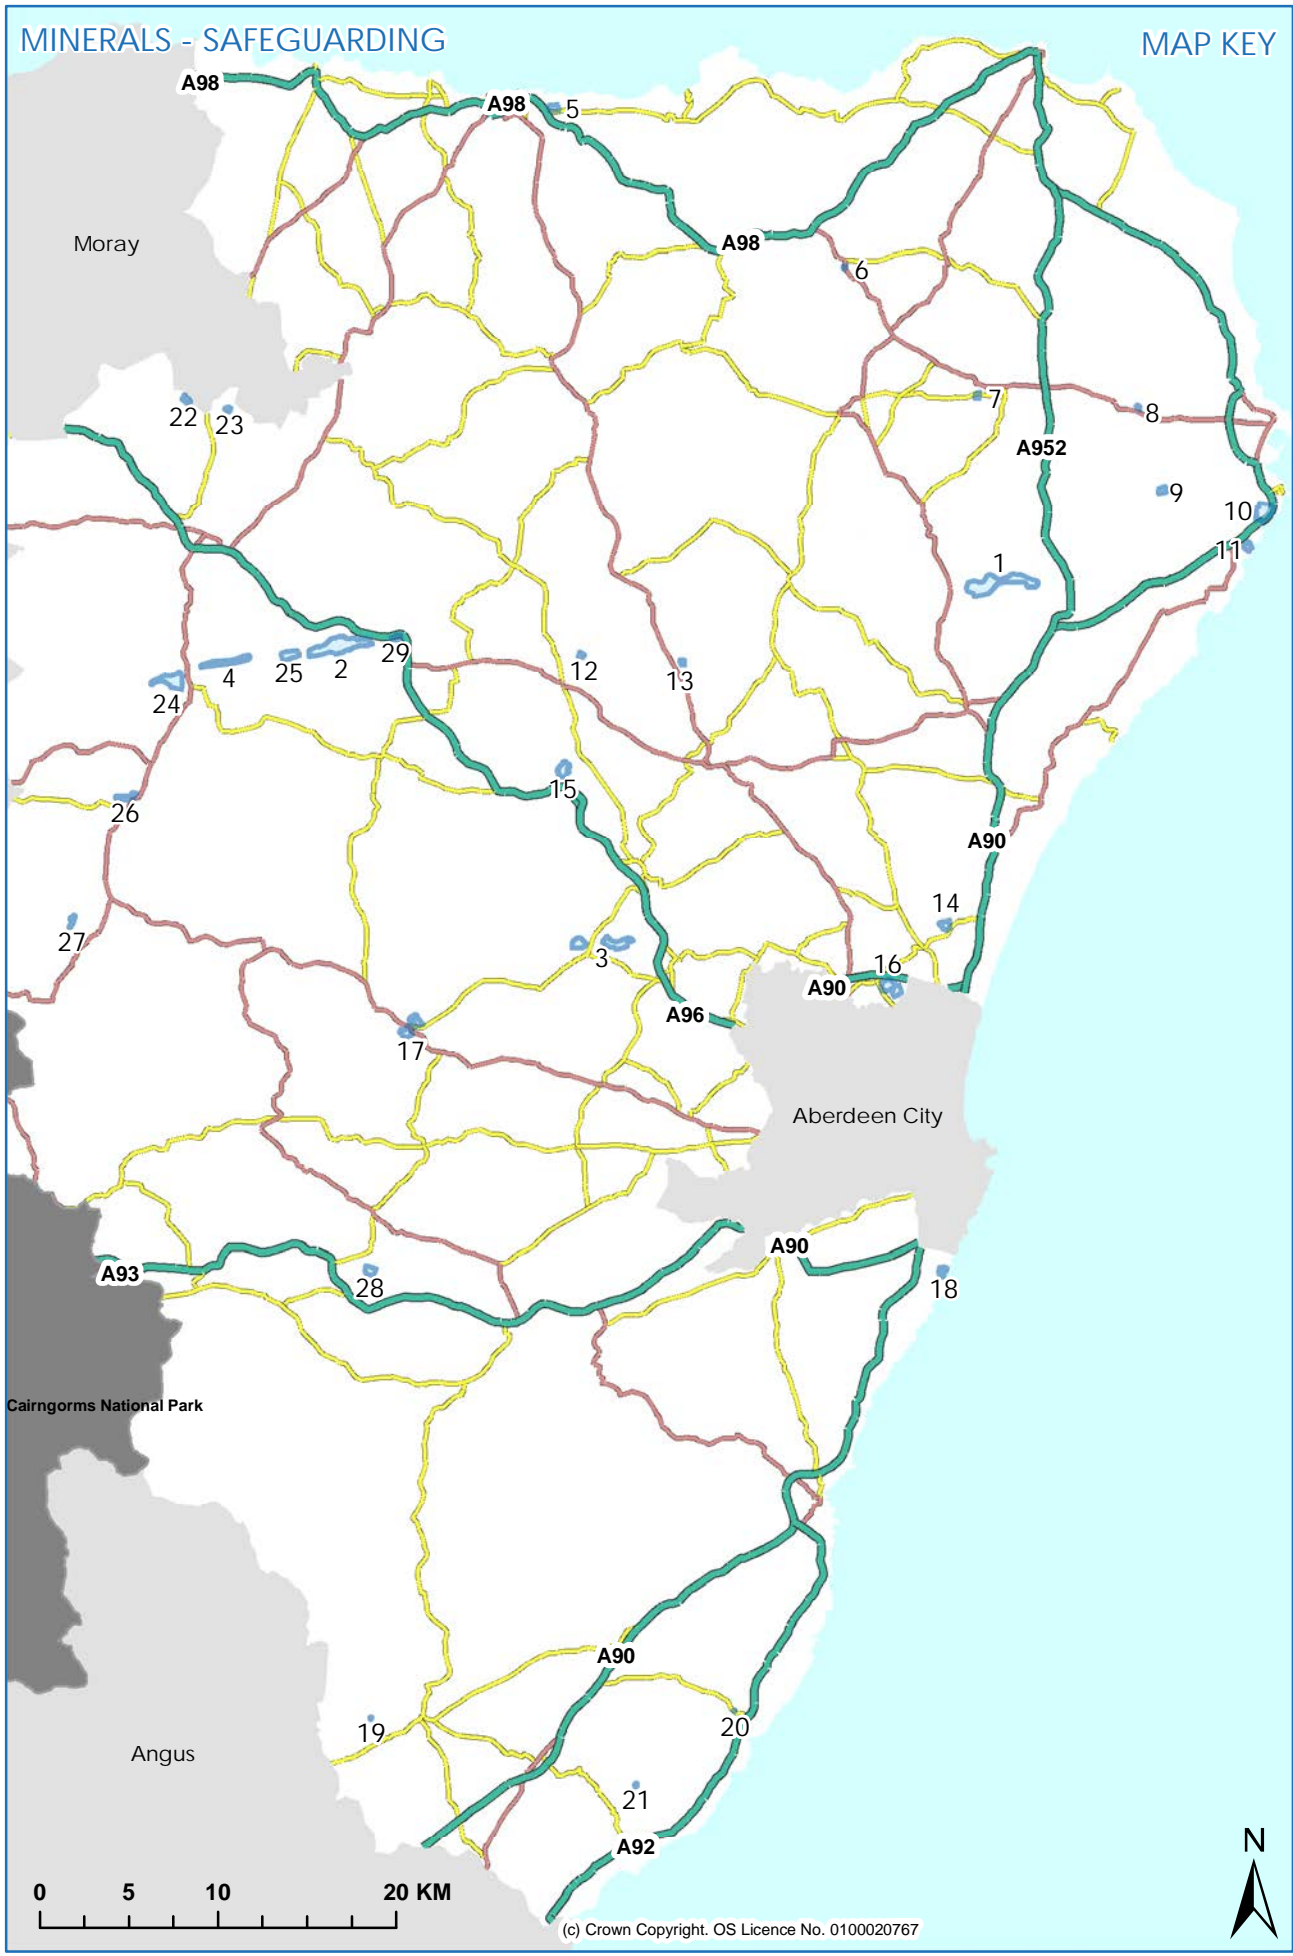 MINERALS - SAFEGUARDING
MAP KEY
A98
A98
5
Moray
A98
6
22
23
7
8
A952
9
10
11
1
29
4
25
2
12
13
24
15
26
A90
14
27
3
16
A90
A96
17
Aberdeen City
A90
A93
28
18
Cairngorms National Park
A90
19
20
Angus
21
A92
N
0 5 10 20 KM
(c) Crown Copyright. OS Licence No. 0100020767